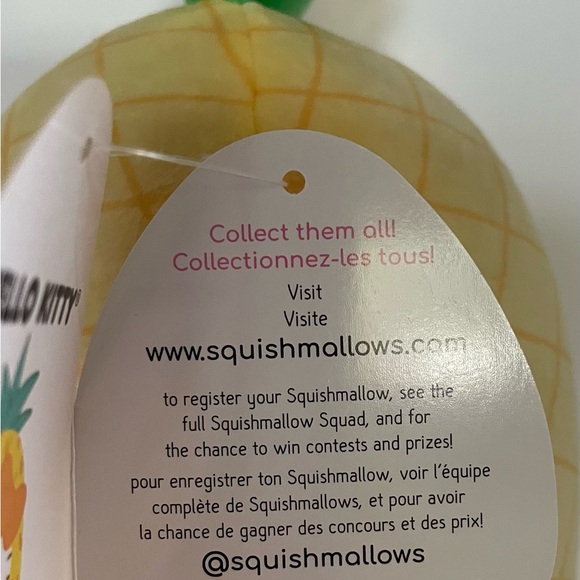 ELLO KITTY®
Collect them all!
Collectionnez-les tous!
Visit
Visite
www.squishmallows.com
to register your Squishmallow, see the
full Squishmallow Squad, and for
the chance to win contests and prizes!
pour enregistrer ton Squishmallow, voir l'équipe
complète de Squishmallows, et pour avoir
la chance de gagner des concours et des prix!
@squishmallows